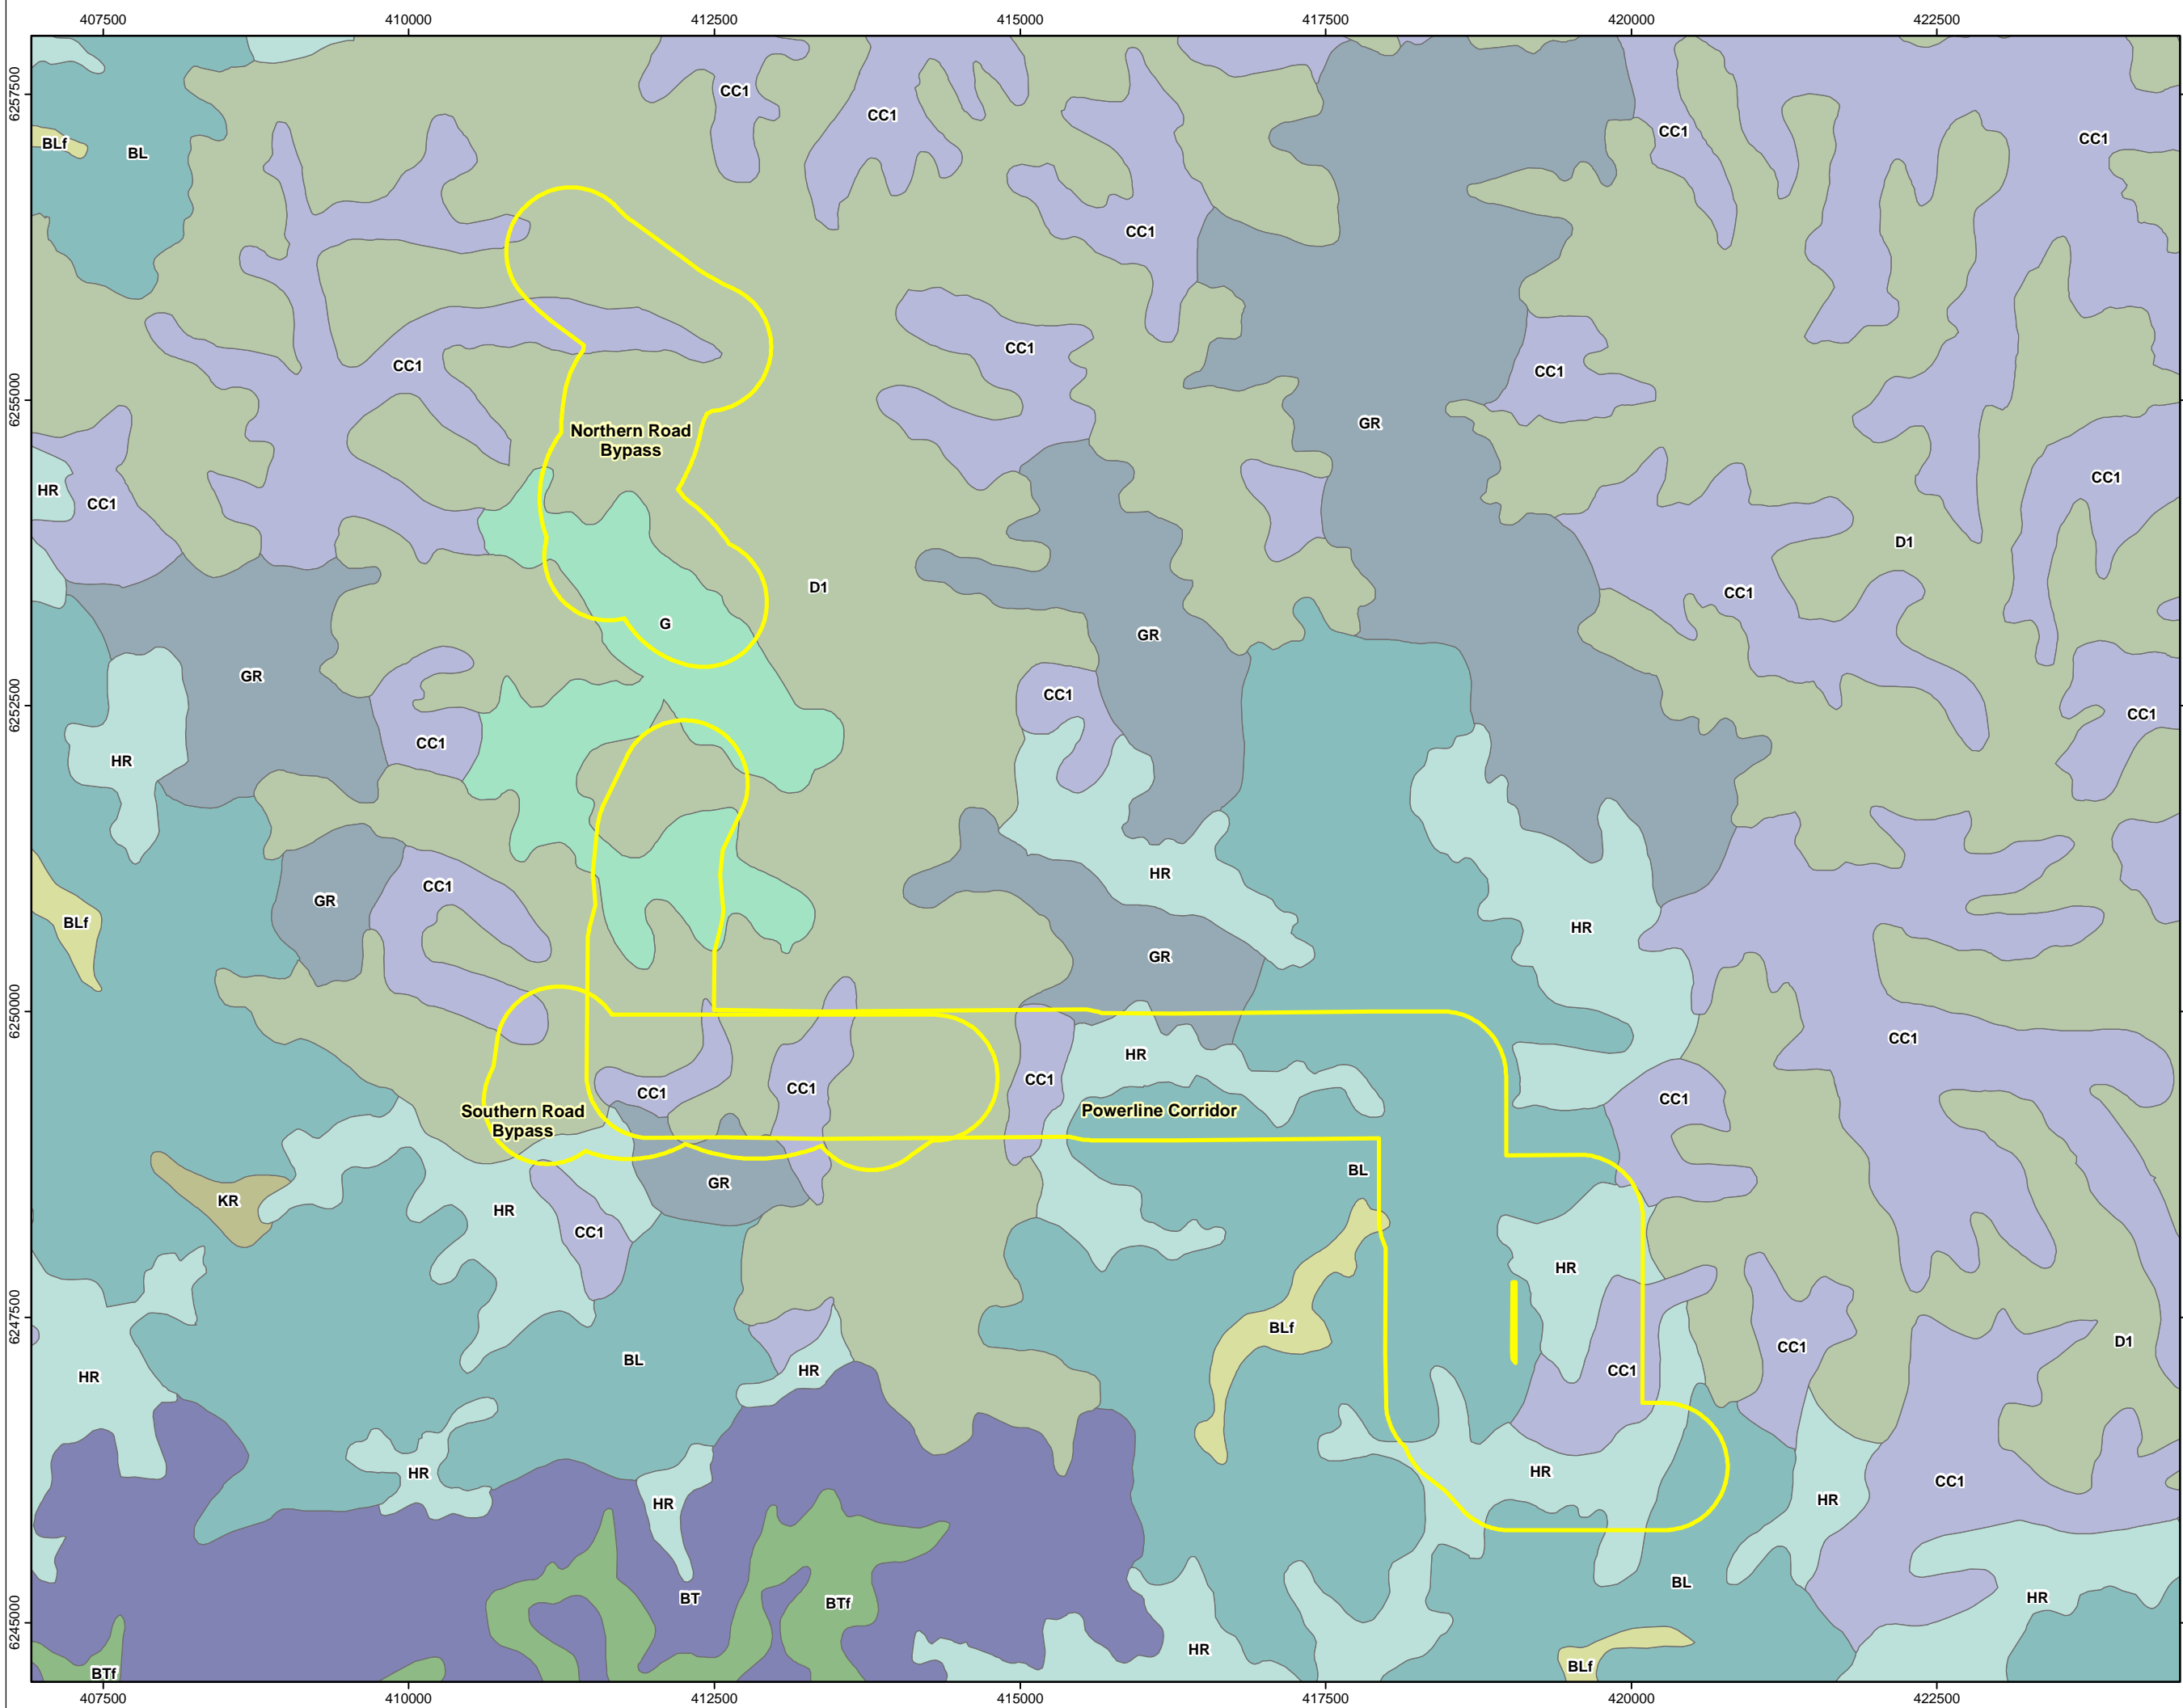 407500 410000 412500 415000 417500 420000 422500
6257500
CC1
CC1
CC1
CC1
BLf
BL
CC1
CC1
CC1
CC1
CC1
6255000
GR
Northern Road
Bypass
CC1
HR
CC1
D1
D1
CC1
G
GR
GR
6252500
CC1
CC1
CC1
HR
HR
CC1
GR
BLf
HR
GR
6250000
CC1
HR
CC1
CC1
CC1
CC1
Southern Road
Bypass
Powerline Corridor
BL
GR
KR
HR
CC1
HR
BLf
6247500
D1
CC1
BL
HR
CC1
HR
HR
HR
CC1
HR
HR
BL
BT
BTf
HR
6245000
HR
BLf
BTf
407500 410000 412500 415000 417500 420000 422500